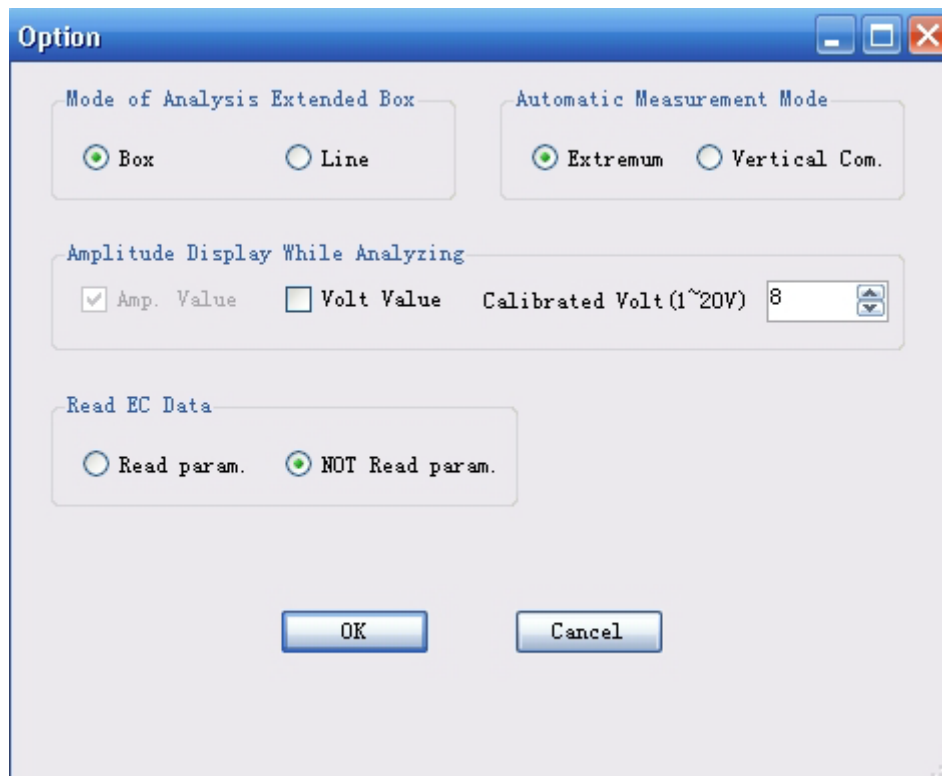 Option
Mode of Analysis Extended Box
Automatic Measurement Mode
Box
Line
Extremum
Vertical Com.
Amplitude Display While Analyzing
Amp. Value
Volt Value
Calibrated Volt(1~20V)
8
Read EC Data
Read param.
NOT Read param.
OK
Cancel